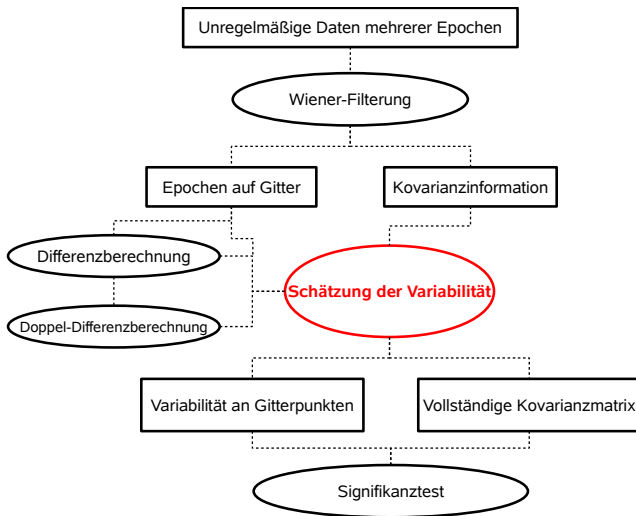 Unregelmäßige Daten mehrerer Epochen
Wiener-Filterung
Epochen auf Gitter
Kovarianzinformation
Differenzberechnung
Schätzung der Variabilität
Doppel-Differenzberechnung
Variabilität an Gitterpunkten
Vollständige Kovarianzmatrix
Signifikanztest